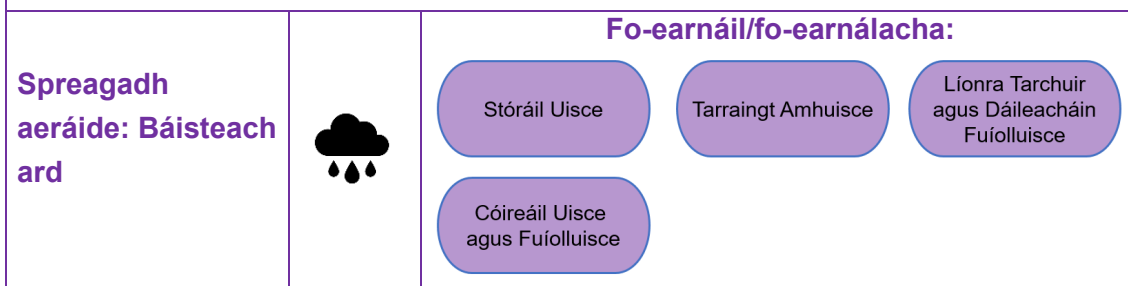 Spreagadh
aeráide: Báisteach
ard
Fo-earnáil/fo-earnálacha:
Stóráil Uisce
Tarraingt Amhuisce
Líonra Tarchuir
agus Dáileacháin
Fuíolluisce
Cóireáil Uisce
agus Fuíolluisce